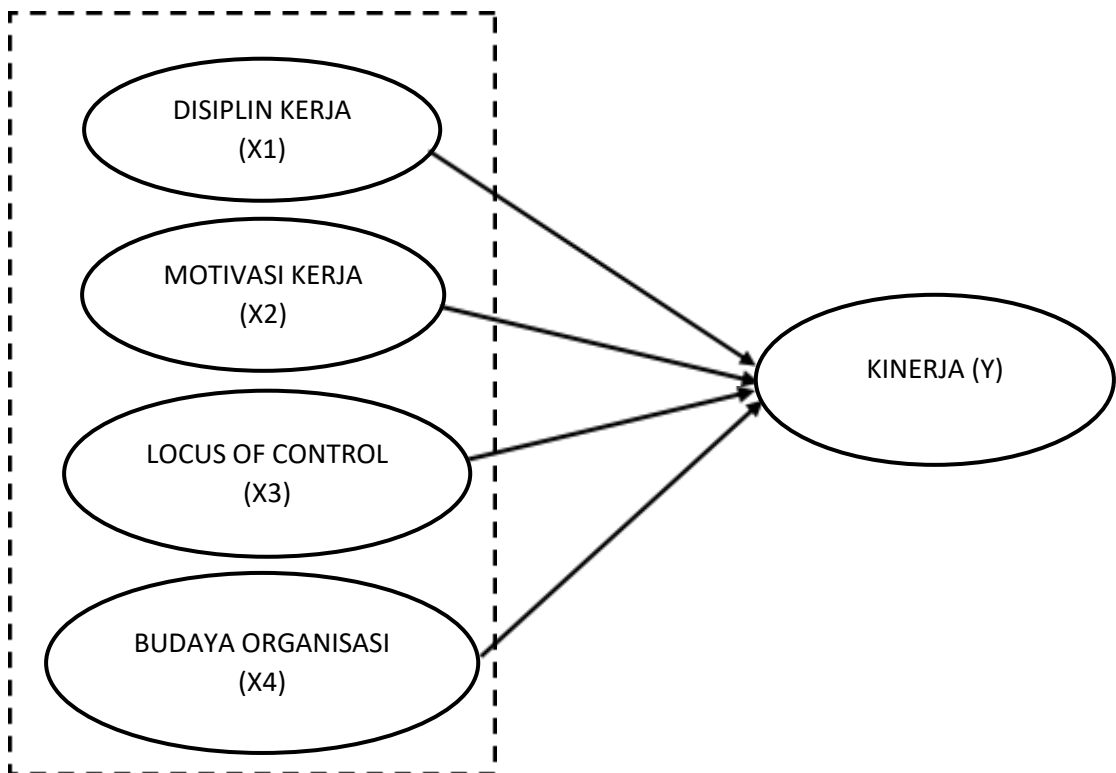 DISIPLIN KERJA
(X1)
MOTIVASI KERJA
(X2)
LOCUS OF CONTROL
(X3)
BUDAYA ORGANISASI
(X4)
KINERJA (Y)